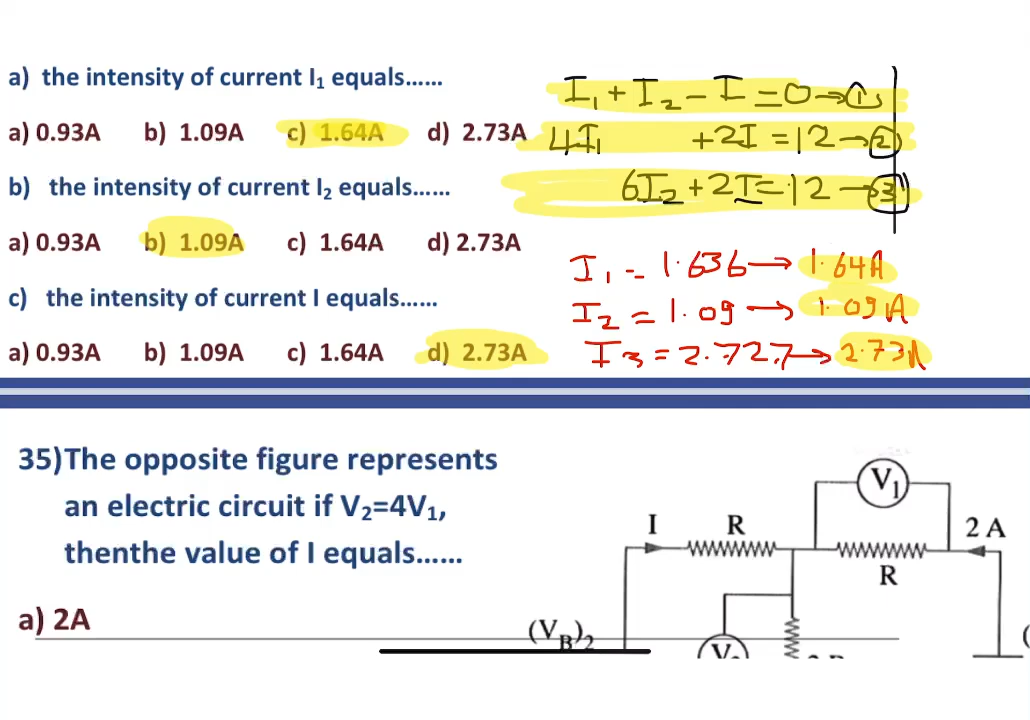 a) the intensity of current I₁ equals......
a) 0.93A b) 1.09A c) 1.64A d) 2.73A
b) the intensity of current I₂ equals......
a) 0.93A b) 1.09A c) 1.64A d) 2.73A
c) the intensity of current I equals......
a) 0.93A b) 1.09A c) 1.64A d) 2.73A
I₁ + I₂ − I = 0 → ①
4I₁ +2I = 12 → ②
6I₂ + 2I = 12 → ③
I₁ = 1.636 → 1.64A
I₂ = 1.09 → 1.09A
I₃ = 2.727 → 2.73A
35)The opposite figure represents
an electric circuit if V₂=4V₁,
thenthe value of I equals......
a) 2A
V₁
I R 2 A
R
(V_B)₂